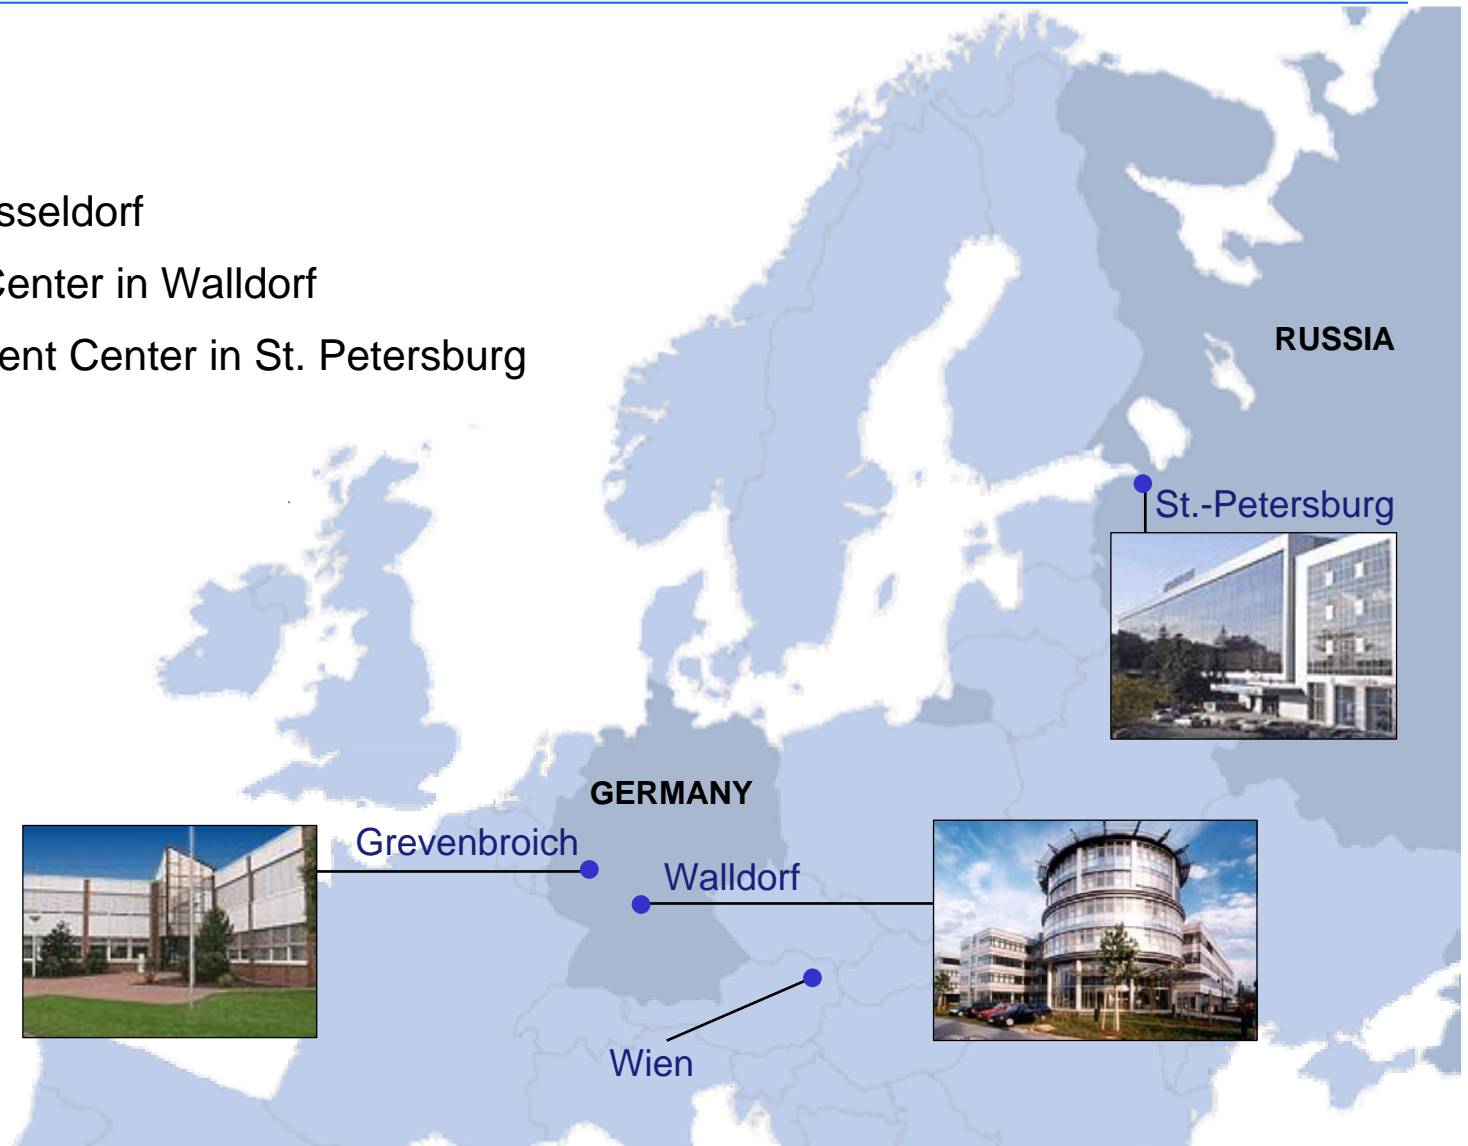 sseldorf
Center in Walldorf
ent Center in St. Petersburg
RUSSIA
St.-Petersburg
GERMANY
Grevenbroich
Walldorf
Wien